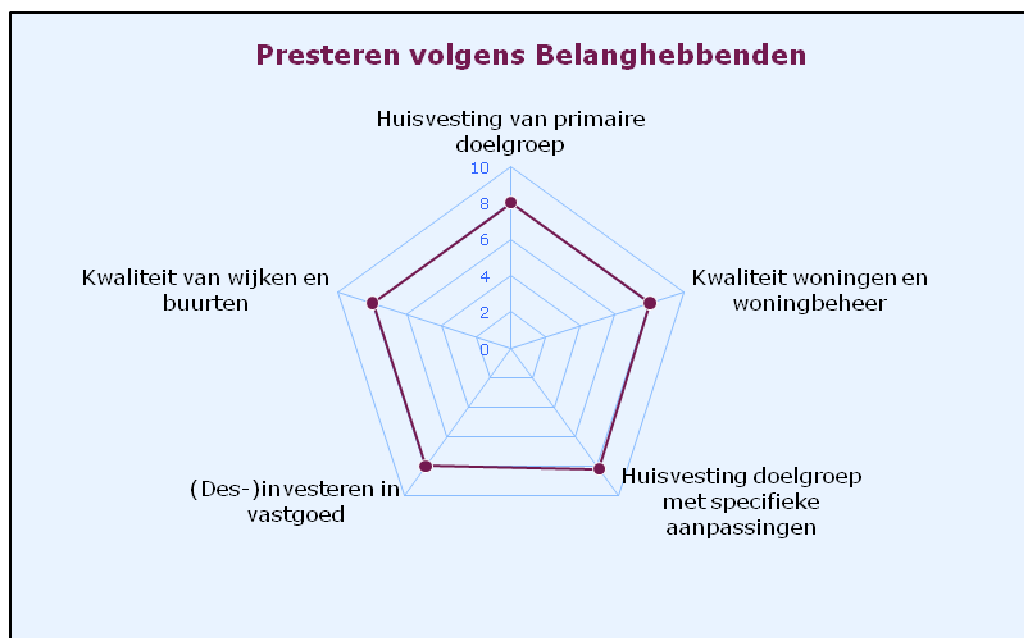 Presteren volgens Belanghebbenden
Huisvesting van primaire
doelgroep
10
8
6
4
2
0
Kwaliteit van wijken en
buurten
Kwaliteit woningen en
woningbeheer
(Des-)investeren in
vastgoed
Huisvesting doelgroep
met specifieke
aanpassingen